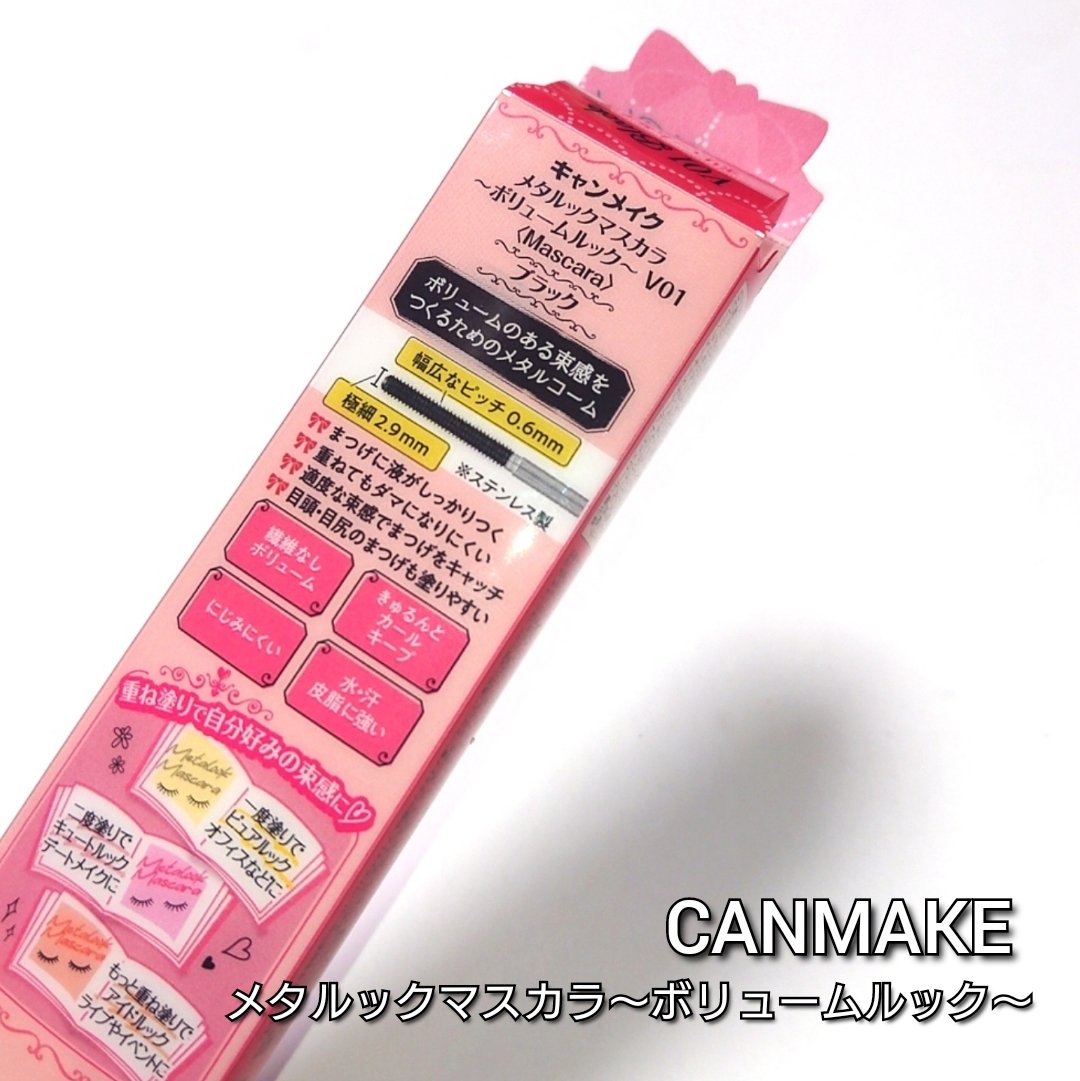 V01 Black
キャンメイク
メタルックマスカラ
～ボリュームルック～ V01
〈Mascara〉
ブラック
ボリュームのある束感を
つくるためのメタルコーム
幅広なピッチ0.6mm
極細2.9mm
※ステンレス製
まつげに液がしっかりつく
重ねてもダマになりにくい
適度な束感でまつげをキャッチ
目頭・目尻のまつげも塗りやすい
繊維なし
ボリューム
きゅるんと
カール
キープ
にじみにくい
水・汗
皮脂に強い
重ね塗りで自分好みの束感に
Metalook
Mascara
一度塗りで
ピュアルック
オフィスなどに
二度塗りで
キュートルック
デートメイクに
Metalook
Mascara
Metalook
Mascara
もっと重ね塗りで
アイドルック
ライブやイベントに
CANMAKE
メタルックマスカラ～ボリュームルック～